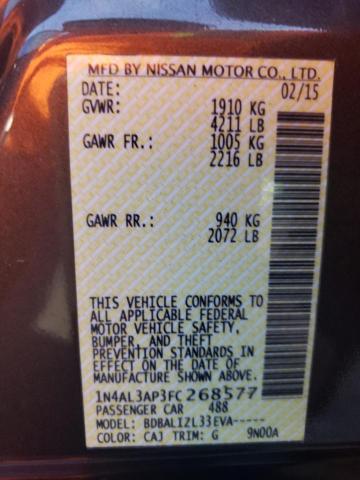 MFD BY NISSAN MOTOR CO., LTD.
DATE: 02/15
GVWR: 1910 KG
4211 LB
GAWR FR.: 1005 KG
2216 LB
GAWR RR.: 940 KG
2072 LB
THIS VEHICLE CONFORMS TO
ALL APPLICABLE FEDERAL
MOTOR VEHICLE SAFETY,
BUMPER, AND THEFT
PREVENTION STANDARDS IN
EFFECT ON THE DATE OF
MANUFACTURE SHOWN ABOVE.
1N4AL3AP3FC268577
PASSENGER CAR 488
MODEL: BDBALIZL33EVA-----
COLOR: CAJ TRIM: G 9N00A